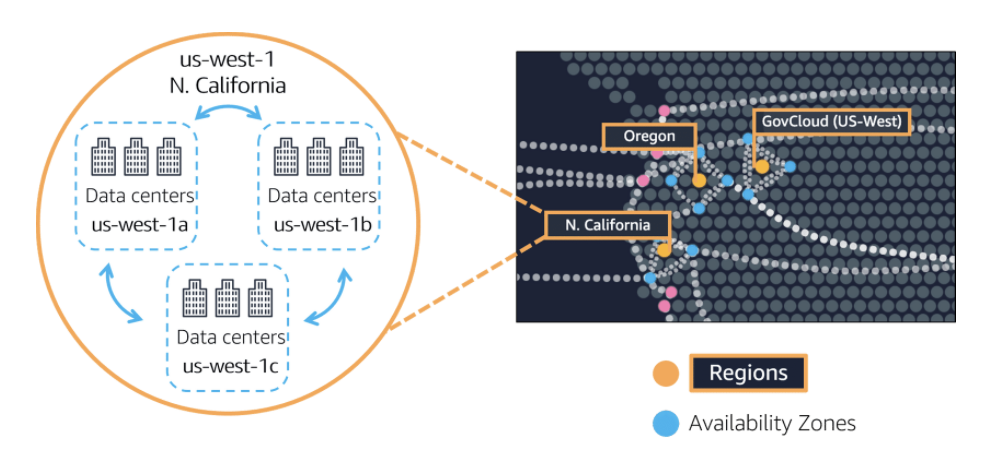 us-west-1
N. California
Data centers
us-west-1a
Data centers
us-west-1b
Data centers
us-west-1c
GovCloud (US-West)
Oregon
N. California
Regions
Availability Zones